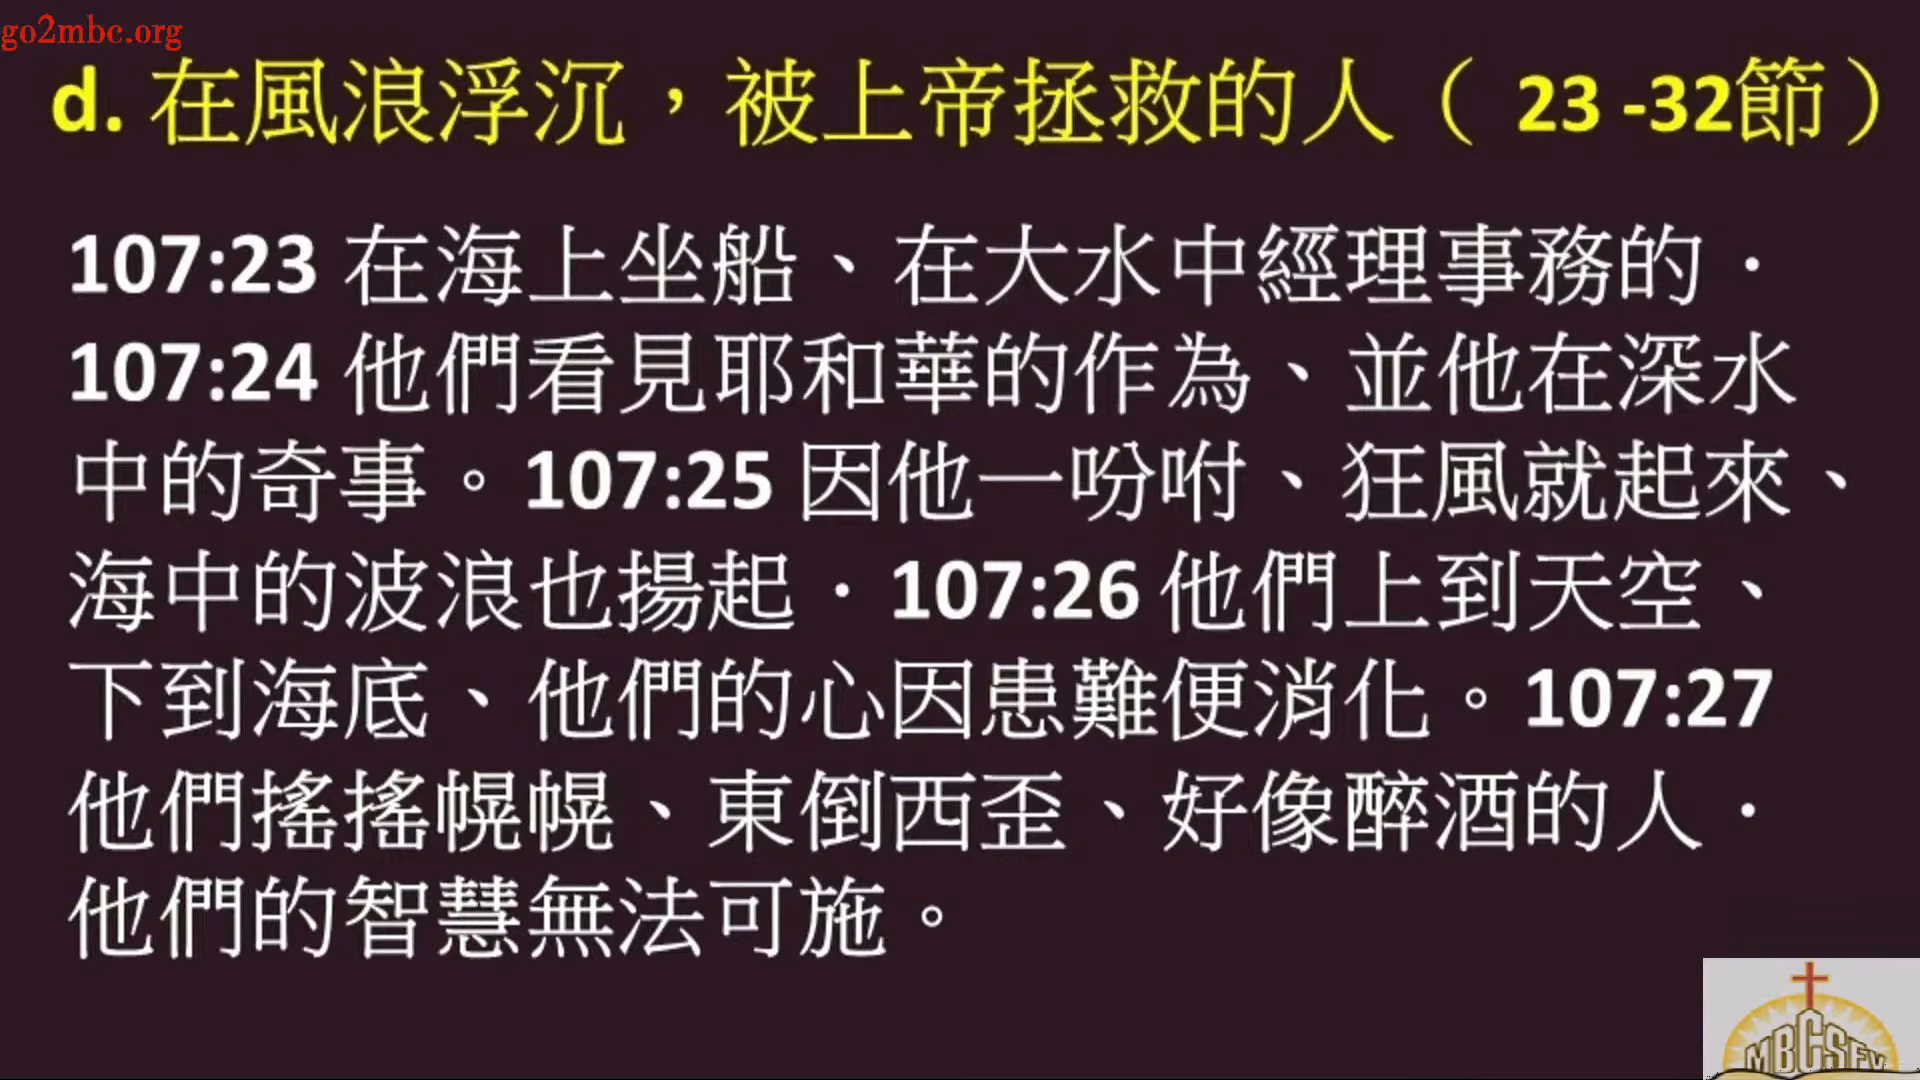 go2mbc.org
d. 在風浪浮沉，被上帝拯救的人（ 23 -32節）
107:23 在海上坐船、在大水中經理事務的．
107:24 他們看見耶和華的作為、並他在深水
中的奇事。107:25 因他一吩咐、狂風就起來、
海中的波浪也揚起．107:26 他們上到天空、
下到海底、他們的心因患難便消化。107:27
他們搖搖幌幌、東倒西歪、好像醉酒的人．
他們的智慧無法可施。
MBCSFV